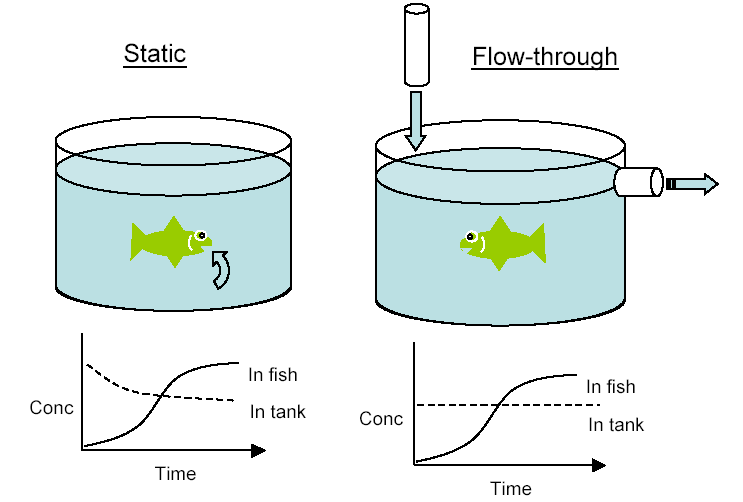 Static
Flow-through
In fish
Conc
In tank
Time
In fish
Conc
In tank
Time